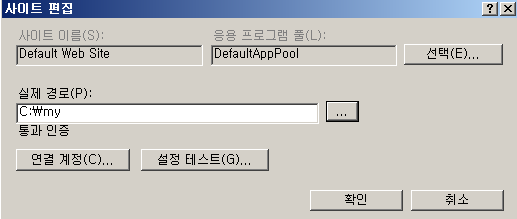 사이트 편집
사이트 이름(S): 응용 프로그램 풀(L):
Default Web Site DefaultAppPool 선택(E)...
실제 경로(P):
C:\my ...
통과 인증
연결 계정(C)... 설정 테스트(G)...
확인 취소